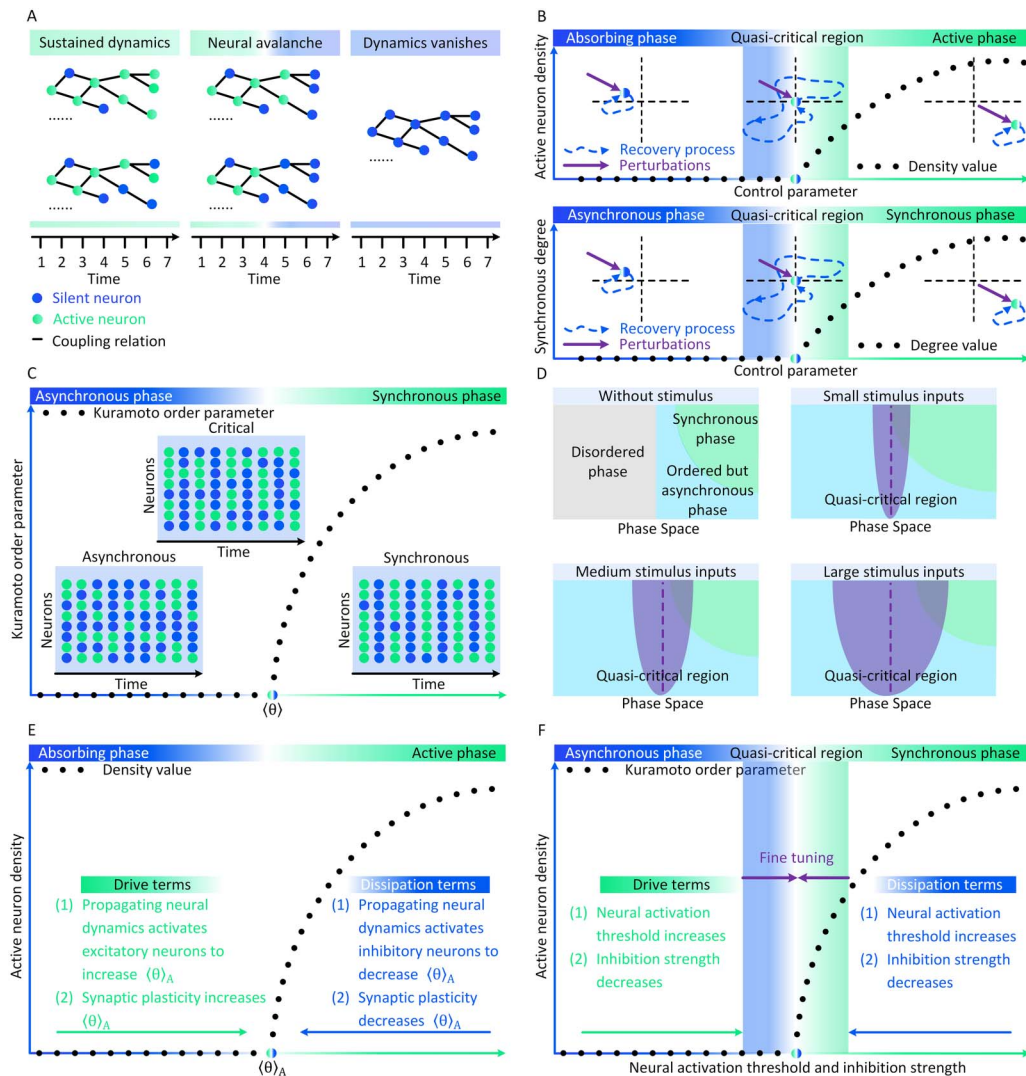 A
Sustained dynamics
Neural avalanche
Dynamics vanishes
......
......
......
......
......
1 2 3 4 5 6 7
Time
1 2 3 4 5 6 7
Time
1 2 3 4 5 6 7
Time
Silent neuron
Active neuron
Coupling relation
B
Absorbing phase
Quasi-critical region
Active phase
Active neuron density
Recovery process
Perturbations
Density value
Control parameter
Asynchronous phase
Quasi-critical region
Synchronous phase
Synchronous degree
Recovery process
Perturbations
Degree value
Control parameter
C
Asynchronous phase
Synchronous phase
Kuramoto order parameter
Kuramoto order parameter
Critical
Neurons
Time
Asynchronous
Neurons
Time
Synchronous
Neurons
Time
⟨θ⟩
D
Without stimulus
Disordered
phase
Synchronous
phase
Ordered but
asynchronous
phase
Phase Space
Small stimulus inputs
Quasi-critical region
Phase Space
Medium stimulus inputs
Quasi-critical region
Phase Space
Large stimulus inputs
Quasi-critical region
Phase Space
E
Absorbing phase
Active phase
Density value
Active neuron density
Drive terms
(1) Propagating neural
dynamics activates
excitatory neurons to
increase ⟨θ⟩A
(2) Synaptic plasticity increases
⟨θ⟩A
Dissipation terms
(1) Propagating neural
dynamics activates
inhibitory neurons to
decrease ⟨θ⟩A
(2) Synaptic plasticity
decreases ⟨θ⟩A
⟨θ⟩A
F
Asynchronous phase
Quasi-critical region
Synchronous phase
Kuramoto order parameter
Active neuron density
Fine tuning
Drive terms
(1) Neural activation
threshold increases
(2) Inhibition strength
decreases
Dissipation terms
(1) Neural activation
threshold increases
(2) Inhibition strength
decreases
Neural activation threshold and inhibition strength